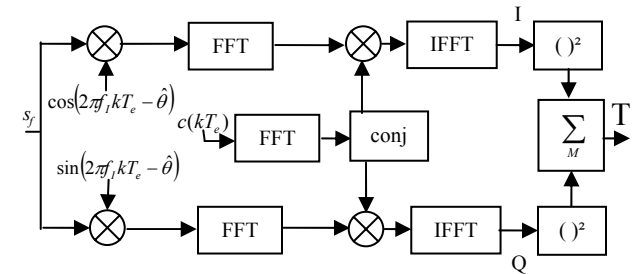 I
FFT
IFFT
( )²
cos(2πf_I kT_e − θ̂)
s_f
c(kT_e)
FFT
conj
∑
M
T
sin(2πf_I kT_e − θ̂)
FFT
IFFT
( )²
Q